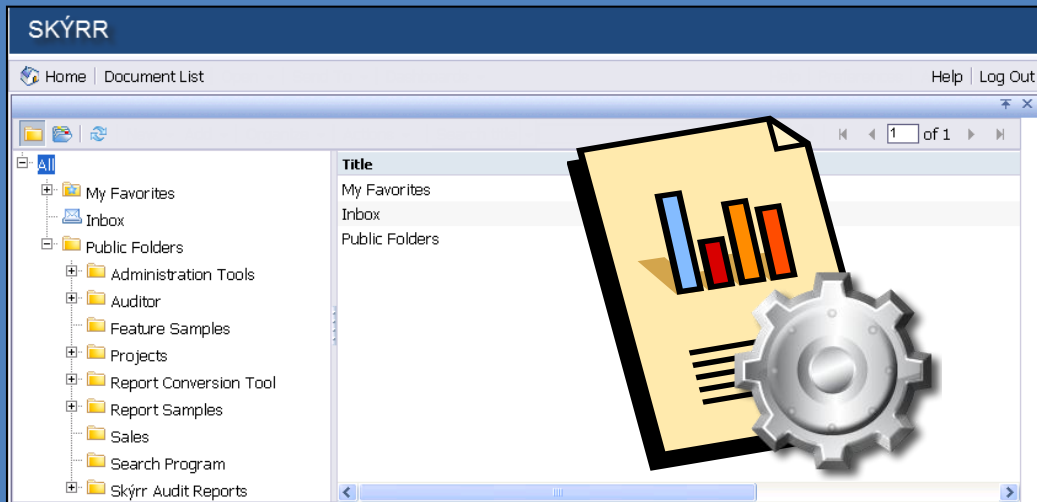 SKÝRR
Home | Document List Help | Log Out
1 of 1
All
My Favorites
Inbox
Public Folders
Administration Tools
Auditor
Feature Samples
Projects
Report Conversion Tool
Report Samples
Sales
Search Program
Skýrr Audit Reports
Title
My Favorites
Inbox
Public Folders